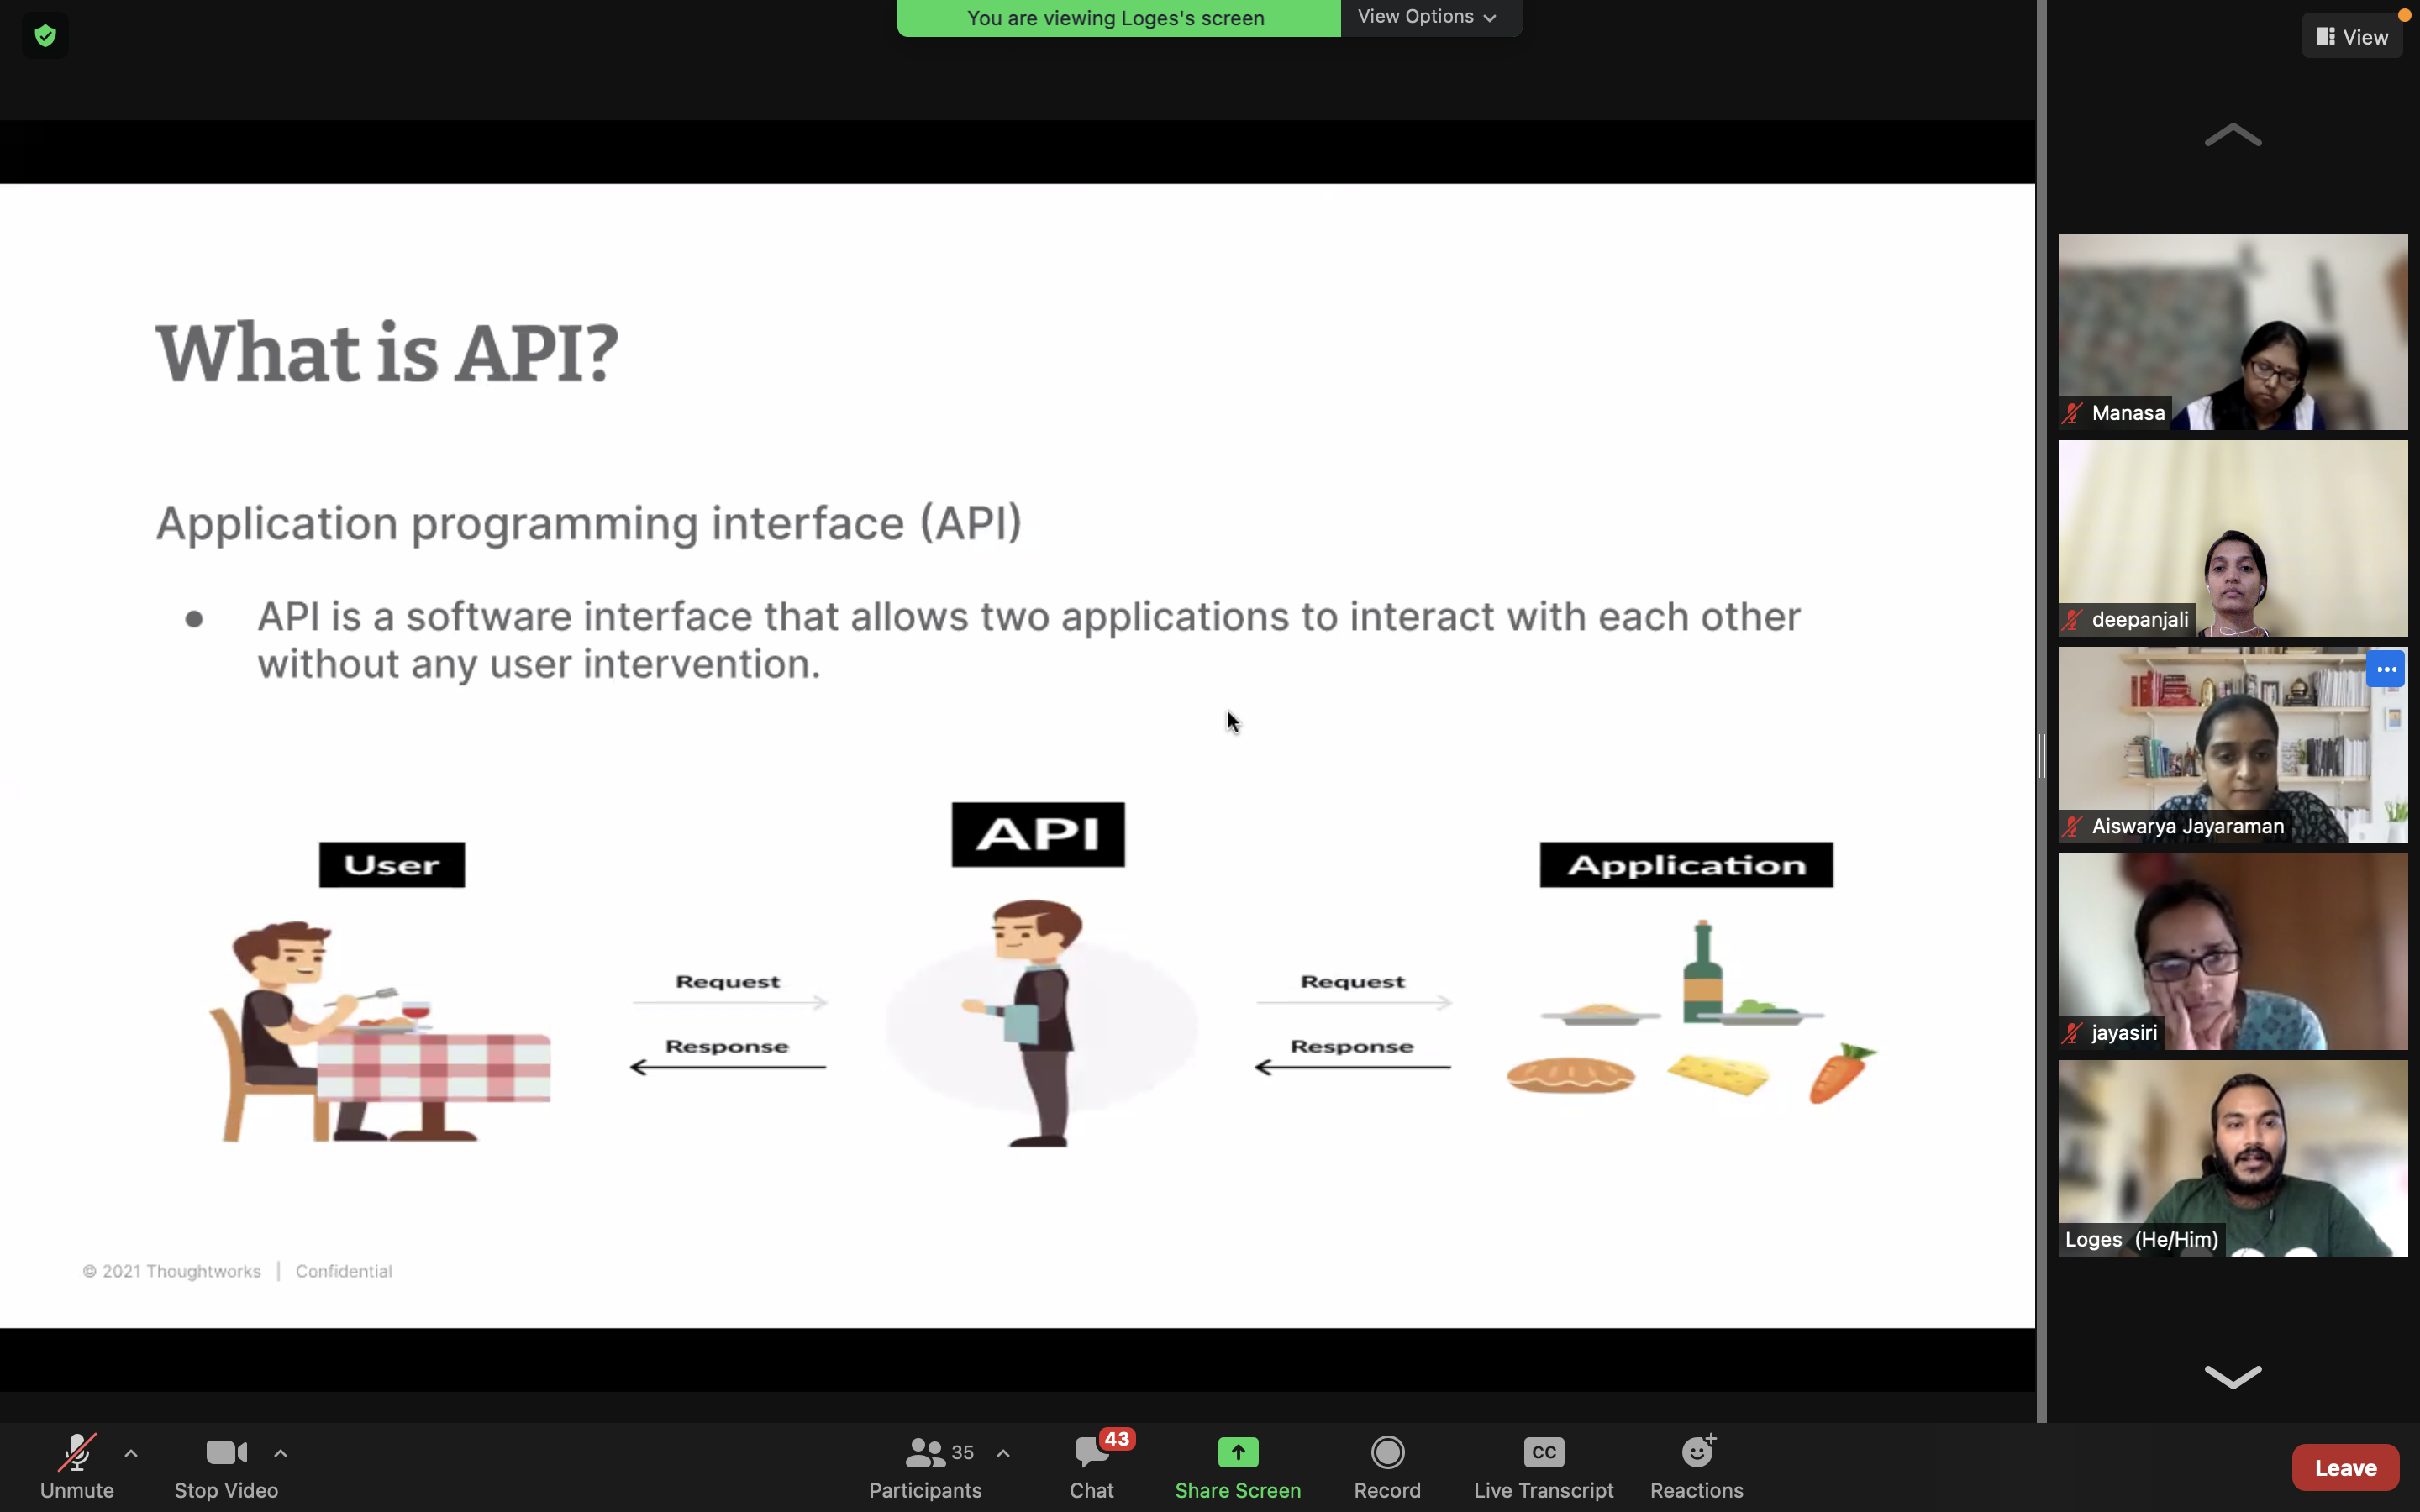 You are viewing Loges's screen
View Options
View
What is API?
Application programming interface (API)
● API is a software interface that allows two applications to interact with each other
without any user intervention.
User
API
Application
Request
Response
Request
Response
© 2021 Thoughtworks | Confidential
Manasa
deepanjali
Aiswarya Jayaraman
jayasiri
Loges (He/Him)
Unmute
Stop Video
35
Participants
43
Chat
Share Screen
Record
CC
Live Transcript
Reactions
Leave